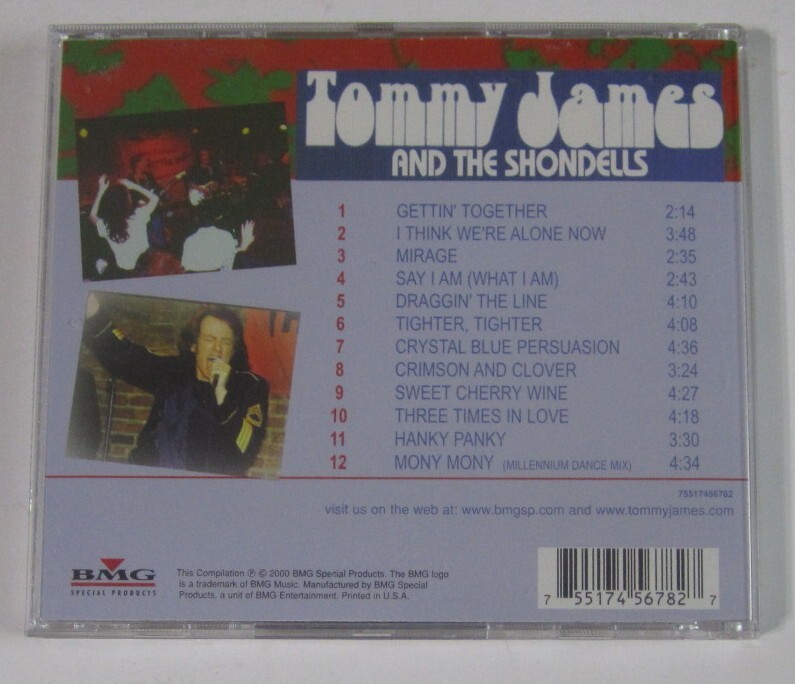 Tommy James
AND THE SHONDELLS
1 GETTIN' TOGETHER 2:14
2 I THINK WE'RE ALONE NOW 3:48
3 MIRAGE 2:35
4 SAY I AM (WHAT I AM) 2:43
5 DRAGGIN' THE LINE 4:10
6 TIGHTER, TIGHTER 4:08
7 CRYSTAL BLUE PERSUASION 4:36
8 CRIMSON AND CLOVER 3:24
9 SWEET CHERRY WINE 4:27
10 THREE TIMES IN LOVE 4:18
11 HANKY PANKY 3:30
12 MONY MONY (MILLENNIUM DANCE MIX) 4:34
75517456782
visit us on the web at: www.bmgsp.com and www.tommyjames.com
BMG
SPECIAL PRODUCTS
This Compilation ℗ © 2000 BMG Special Products. The BMG logo
is a trademark of BMG Music. Manufactured by BMG Special
Products, a unit of BMG Entertainment. Printed in U.S.A.
7 55174 56782 7